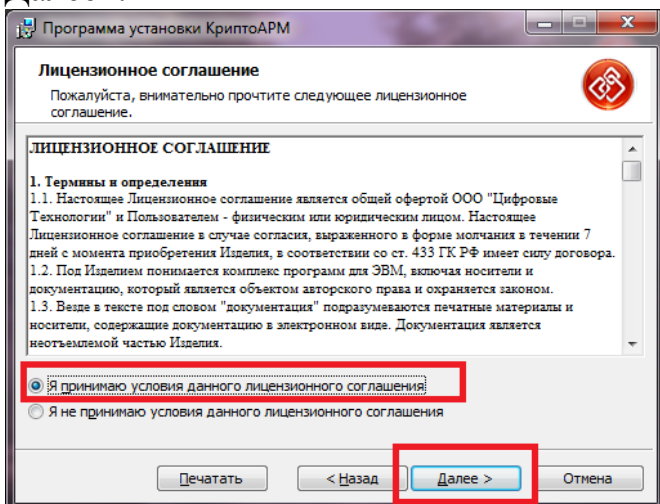 Программа установки КриптоАРМ
Лицензионное соглашение
Пожалуйста, внимательно прочтите следующее лицензионное
соглашение.
ЛИЦЕНЗИОННОЕ СОГЛАШЕНИЕ
1. Термины и определения
1.1. Настоящее Лицензионное соглашение является общей офертой ООО "Цифровые
Технологии" и Пользователем - физическим или юридическим лицом. Настоящее
Лицензионное соглашение в случае согласия, выраженного в форме молчания в течении 7
дней с момента приобретения Изделия, в соответствии со ст. 433 ГК РФ имеет силу договора.
1.2. Под Изделием понимается комплекс программ для ЭВМ, включая носители и
документацию, который является объектом авторского права и охраняется законом.
1.3. Везде в тексте под словом "документация" подразумеваются печатные материалы и
носители, содержащие документацию в электронном виде. Документация является
неотъемлемой частью Изделия.
Я принимаю условия данного лицензионного соглашения
Я не принимаю условия данного лицензионного соглашения
Печатать < Назад Далее > Отмена